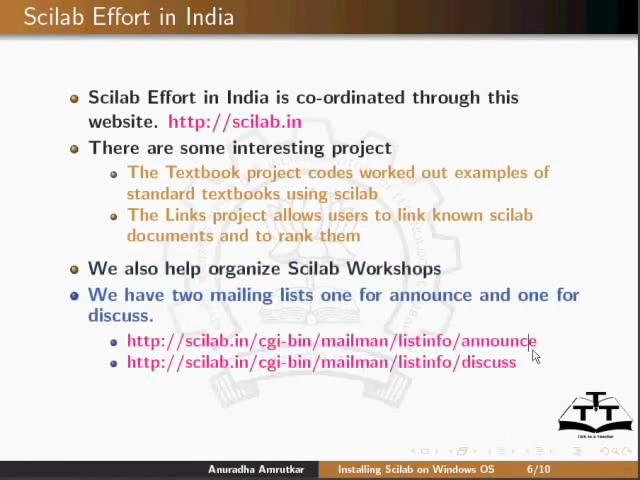 Scilab Effort in India
Scilab Effort in India is co-ordinated through this
website. http://scilab.in
There are some interesting project
The Textbook project codes worked out examples of
standard textbooks using scilab
The Links project allows users to link known scilab
documents and to rank them
We also help organize Scilab Workshops
We have two mailing lists one for announce and one for
discuss.
http://scilab.in/cgi-bin/mailman/listinfo/announce
http://scilab.in/cgi-bin/mailman/listinfo/discuss
TTT
Talk to a Teacher
Anuradha Amrutkar Installing Scilab on Windows OS 6/10